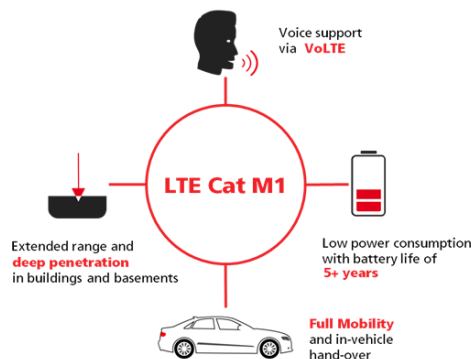 Voice support
via VoLTE
LTE Cat M1
Extended range and
deep penetration
in buildings and basements
Low power consumption
with battery life of
5+ years
Full Mobility
and in-vehicle
hand-over